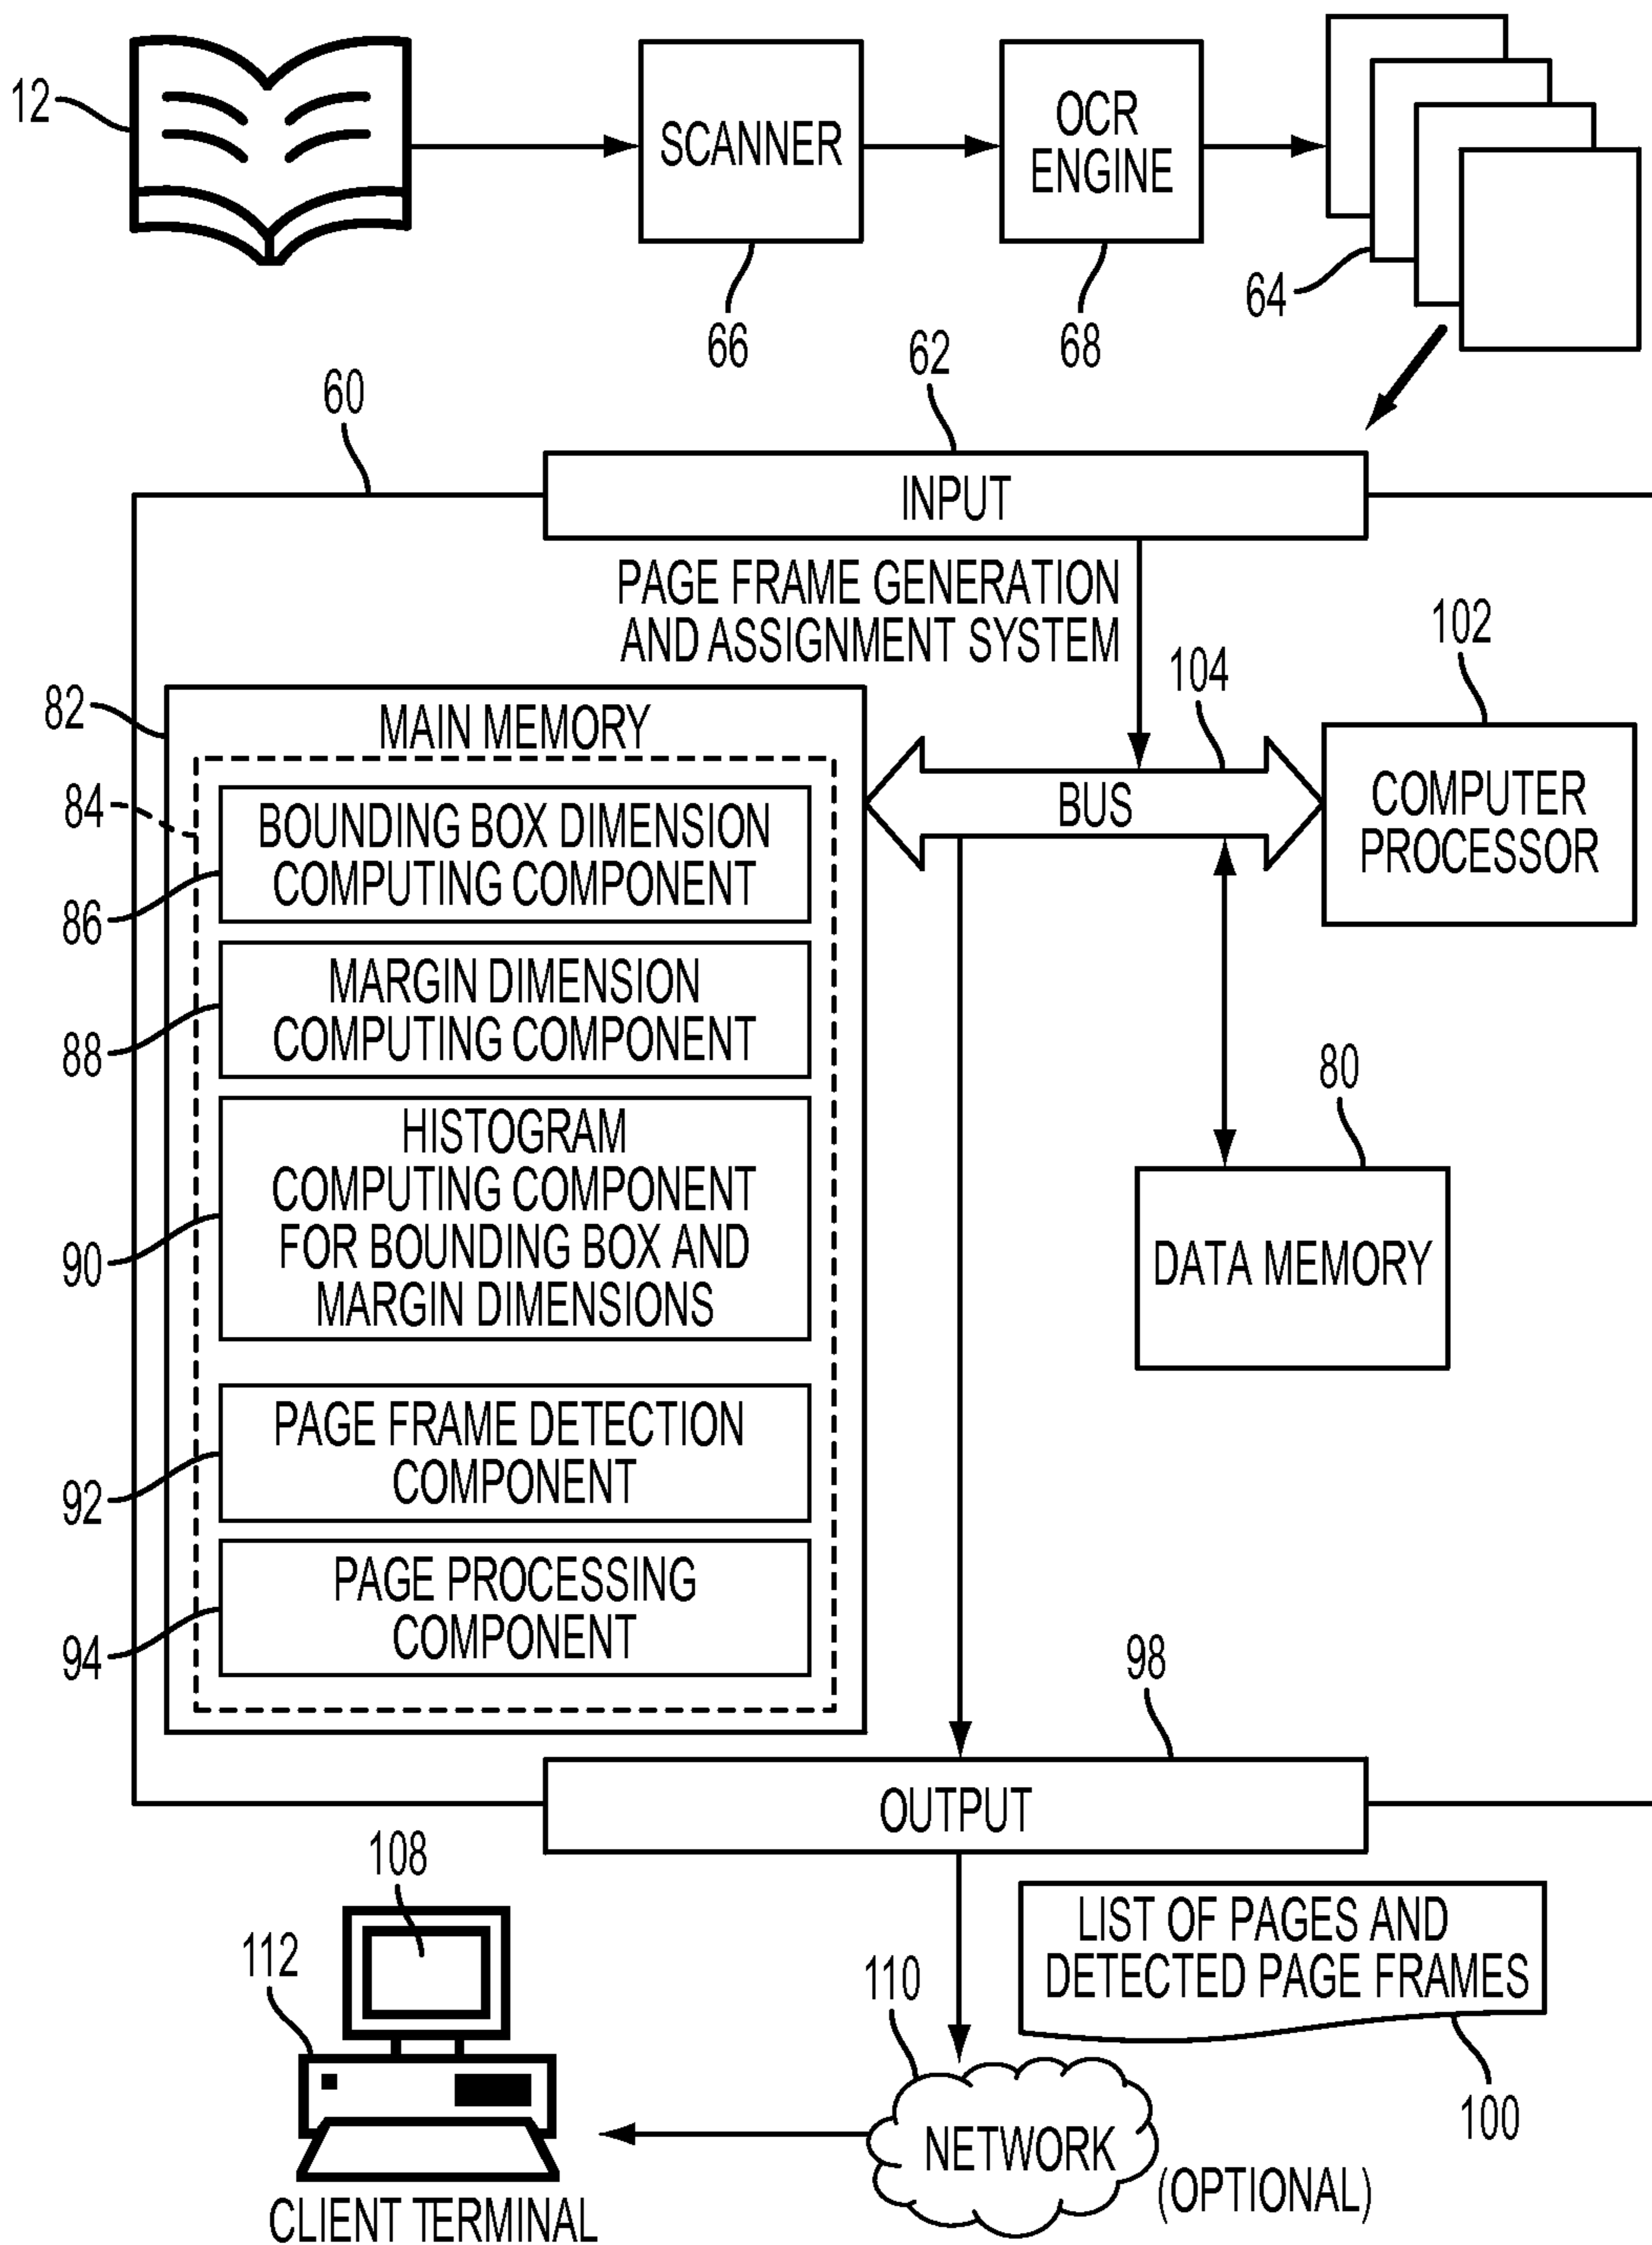 12
SCANNER
OCR
ENGINE
64
66
68
62
60
INPUT
PAGE FRAME GENERATION
AND ASSIGNMENT SYSTEM
102
104
82
MAIN MEMORY
84
BOUNDING BOX DIMENSION
COMPUTING COMPONENT
86
BUS
COMPUTER
PROCESSOR
MARGIN DIMENSION
COMPUTING COMPONENT
88
80
HISTOGRAM
COMPUTING COMPONENT
FOR BOUNDING BOX AND
MARGIN DIMENSIONS
90
DATA MEMORY
PAGE FRAME DETECTION
COMPONENT
92
PAGE PROCESSING
COMPONENT
94
98
OUTPUT
108
112
LIST OF PAGES AND
DETECTED PAGE FRAMES
110
100
NETWORK
(OPTIONAL)
CLIENT TERMINAL